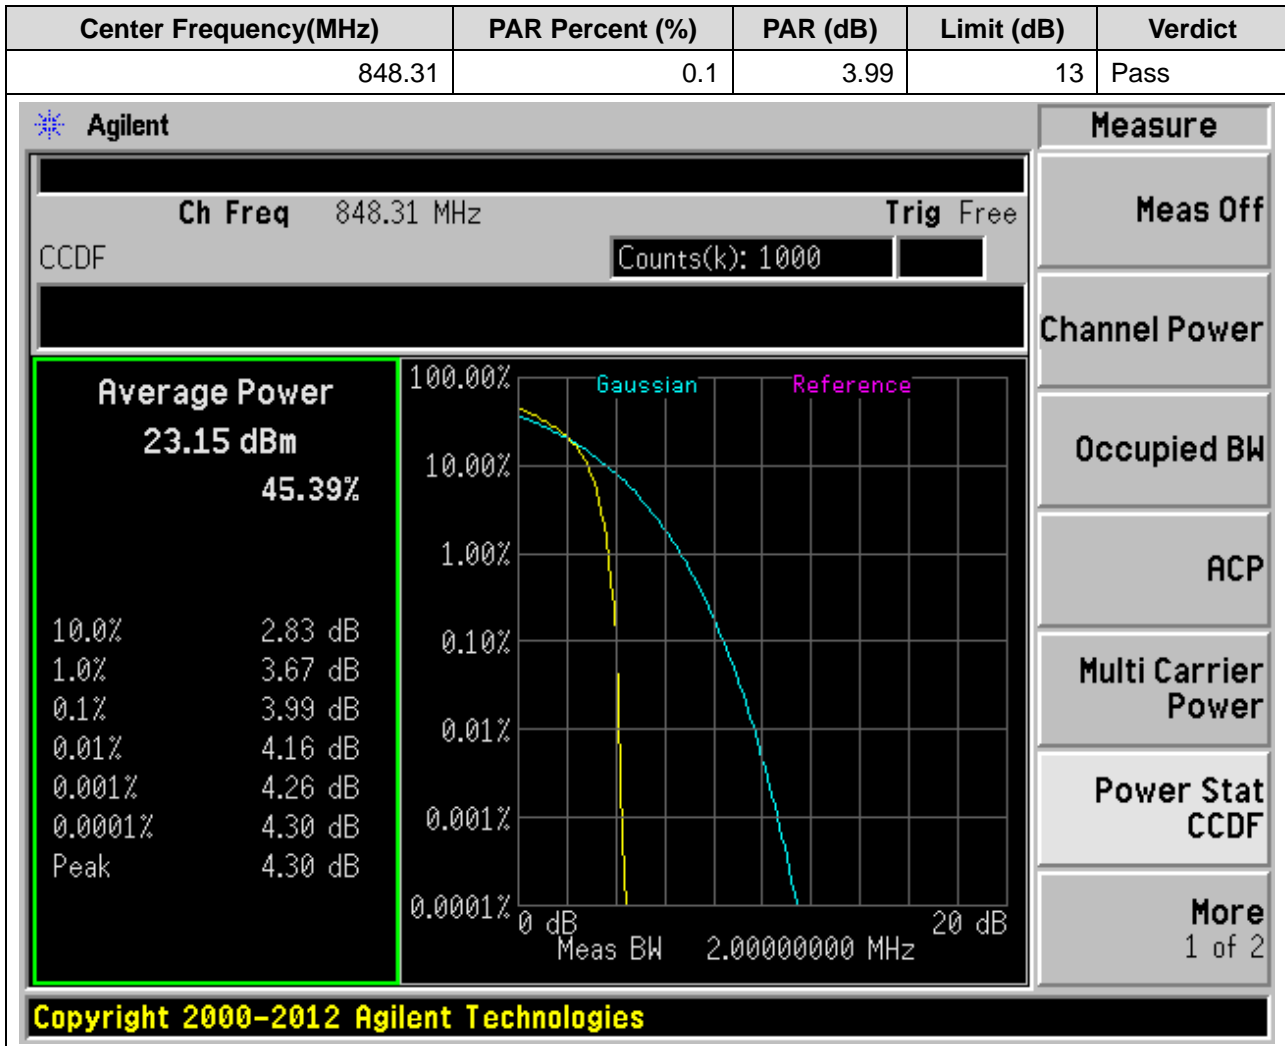 Center Frequency(MHz) PAR Percent (%) PAR (dB) Limit (dB) Verdict
848.31 0.1 3.99 13 Pass
Agilent
Measure
Ch Freq 848.31 MHz Trig Free
CCDF Counts(k): 1000
Average Power
23.15 dBm
45.39%
10.0% 2.83 dB
1.0% 3.67 dB
0.1% 3.99 dB
0.01% 4.16 dB
0.001% 4.26 dB
0.0001% 4.30 dB
Peak 4.30 dB
Gaussian Reference
100.00%
10.00%
1.00%
0.10%
0.01%
0.001%
0.0001%
0 dB 20 dB
Meas BW 2.00000000 MHz
Meas Off
Channel Power
Occupied BW
ACP
Multi Carrier
Power
Power Stat
CCDF
More
1 of 2
Copyright 2000-2012 Agilent Technologies